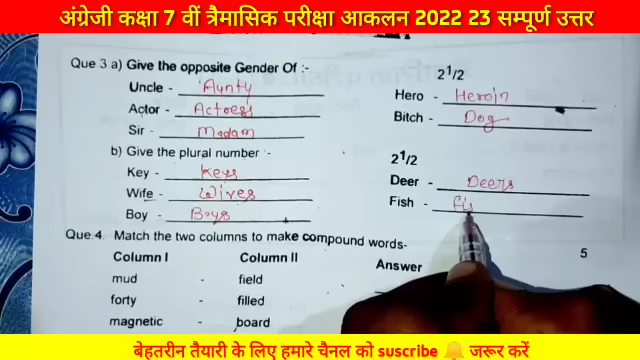 अंग्रेजी कक्षा 7 वीं त्रैमासिक परीक्षा आकलन 2022 23 सम्पूर्ण उत्तर
Que 3 a) Give the opposite Gender Of :- 2 1/2
Uncle - Aunty Hero - Heroin
Actor - Actress Bitch - Dog
Sir - Madam
b) Give the plural number :- 2 1/2
Key - Keys Deer - Deers
Wife - Wives Fish - Fis
Boy - Boys
Que.4. Match the two columns to make compound words- 5
Column I Column II Answer
mud - field
forty - filled
magnetic - board
बेहतरीन तैयारी के लिए हमारे चैनल को suscribe 🔔 जरूर करें